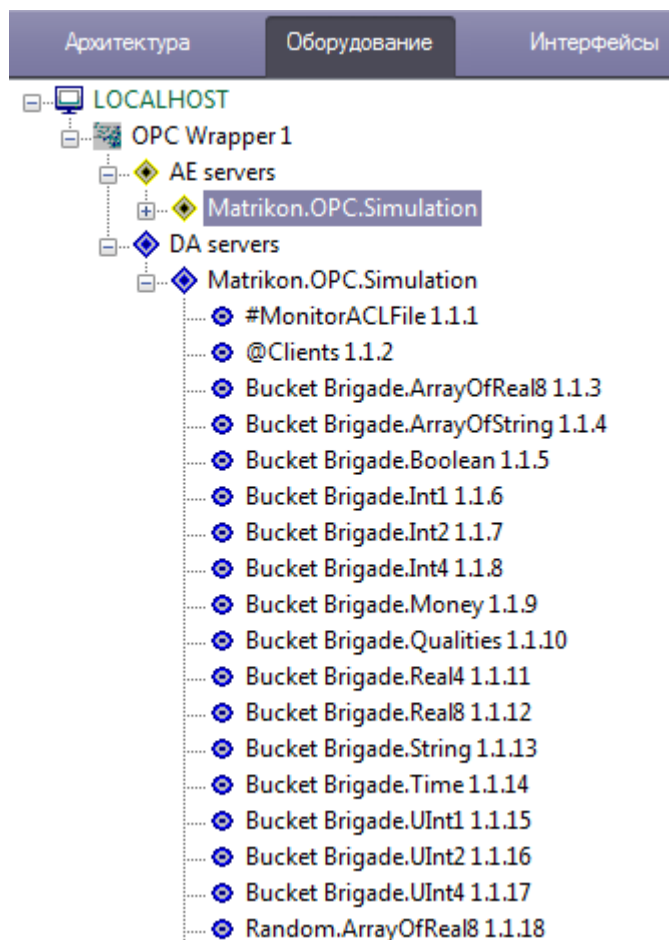 Архитектура Оборудование Интерфейсы
LOCALHOST
OPC Wrapper 1
AE servers
Matrikon.OPC.Simulation
DA servers
Matrikon.OPC.Simulation
#MonitorACLFile 1.1.1
@Clients 1.1.2
Bucket Brigade.ArrayOfReal8 1.1.3
Bucket Brigade.ArrayOfString 1.1.4
Bucket Brigade.Boolean 1.1.5
Bucket Brigade.Int1 1.1.6
Bucket Brigade.Int2 1.1.7
Bucket Brigade.Int4 1.1.8
Bucket Brigade.Money 1.1.9
Bucket Brigade.Qualities 1.1.10
Bucket Brigade.Real4 1.1.11
Bucket Brigade.Real8 1.1.12
Bucket Brigade.String 1.1.13
Bucket Brigade.Time 1.1.14
Bucket Brigade.UInt1 1.1.15
Bucket Brigade.UInt2 1.1.16
Bucket Brigade.UInt4 1.1.17
Random.ArrayOfReal8 1.1.18